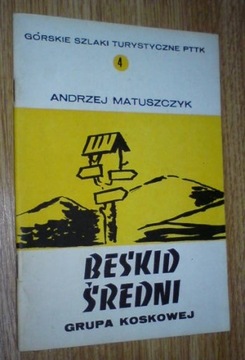 GÓRSKIE SZLAKI TURYSTYCZNE PTTK
4
ANDRZEJ MATUSZCZYK
BESKID
ŚREDNI
GRUPA KOSKOWEJ